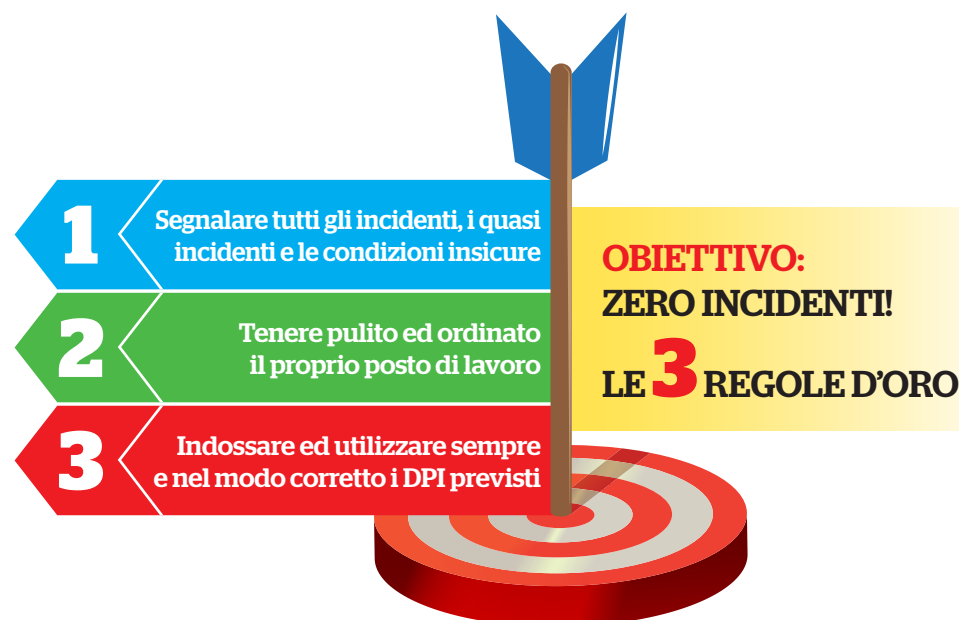 1
Segnalare tutti gli incidenti, i quasi
incidenti e le condizioni insicure
2
Tenere pulito ed ordinato
il proprio posto di lavoro
3
Indossare ed utilizzare sempre
e nel modo corretto i DPI previsti
OBIETTIVO:
ZERO INCIDENTI!
LE 3 REGOLE D'ORO